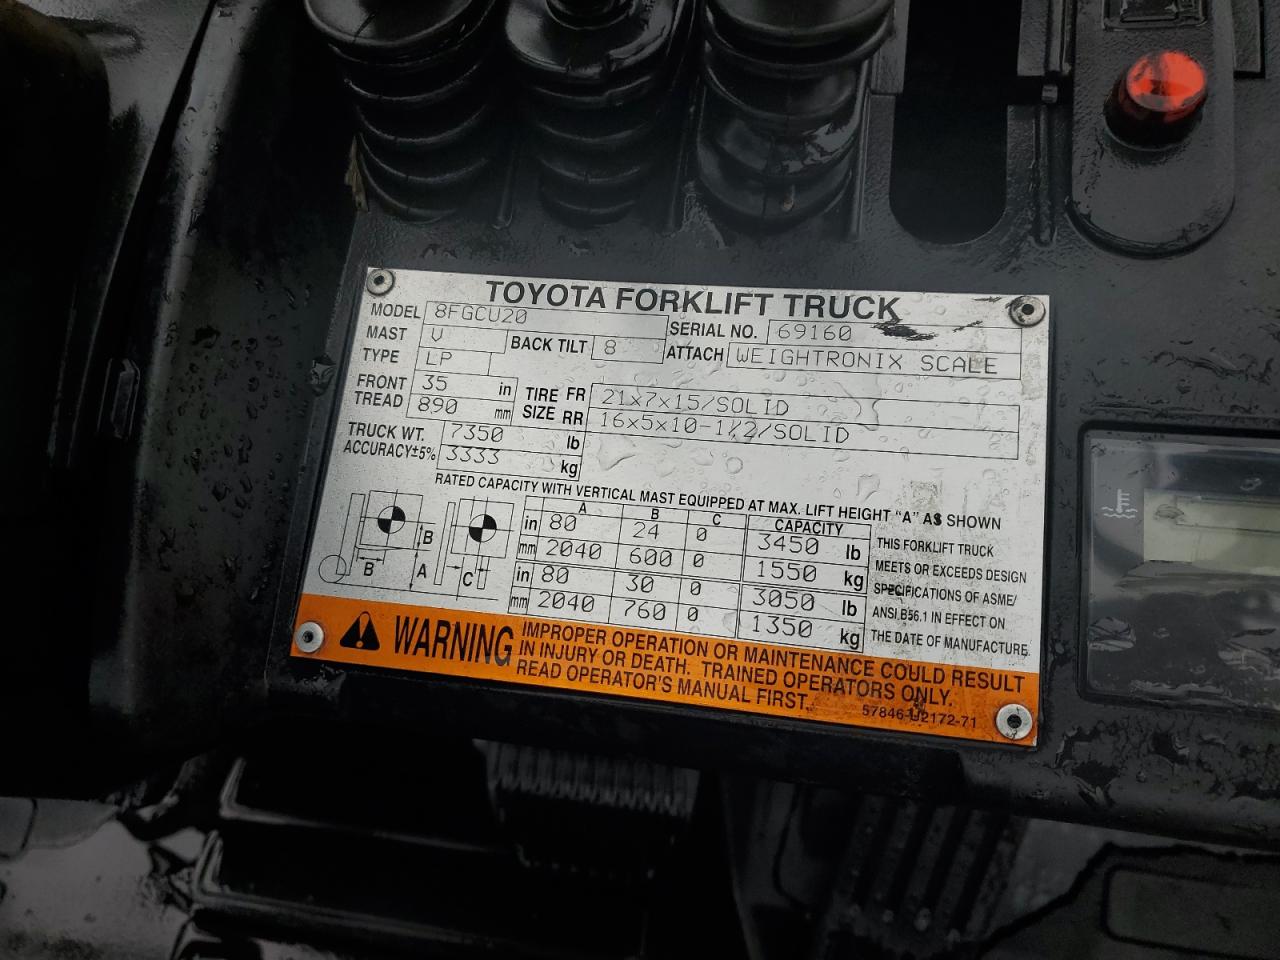 TOYOTA FORKLIFT TRUCK
MODEL 8FGCU20 SERIAL NO. 69160
MAST V BACK TILT 8 ATTACH WEIGHTRONIX SCALE
TYPE LP
FRONT TREAD 35 in 890 mm
TIRE SIZE FR 21x7x15/SOLID
RR 16x5x10-1/2/SOLID
TRUCK WT. 7350 lb
ACCURACY±5% 3333 kg
RATED CAPACITY WITH VERTICAL MAST EQUIPPED AT MAX. LIFT HEIGHT "A" AS SHOWN
A B C CAPACITY
in 80 24 0 3450 lb
mm 2040 600 0 1550 kg
in 80 30 0 3050 lb
mm 2040 760 0 1350 kg
B B A C
THIS FORKLIFT TRUCK
MEETS OR EXCEEDS DESIGN
SPECIFICATIONS OF ASME/
ANSI.B56.1 IN EFFECT ON
THE DATE OF MANUFACTURE.
WARNING
IMPROPER OPERATION OR MAINTENANCE COULD RESULT
IN INJURY OR DEATH. TRAINED OPERATORS ONLY.
READ OPERATOR'S MANUAL FIRST.